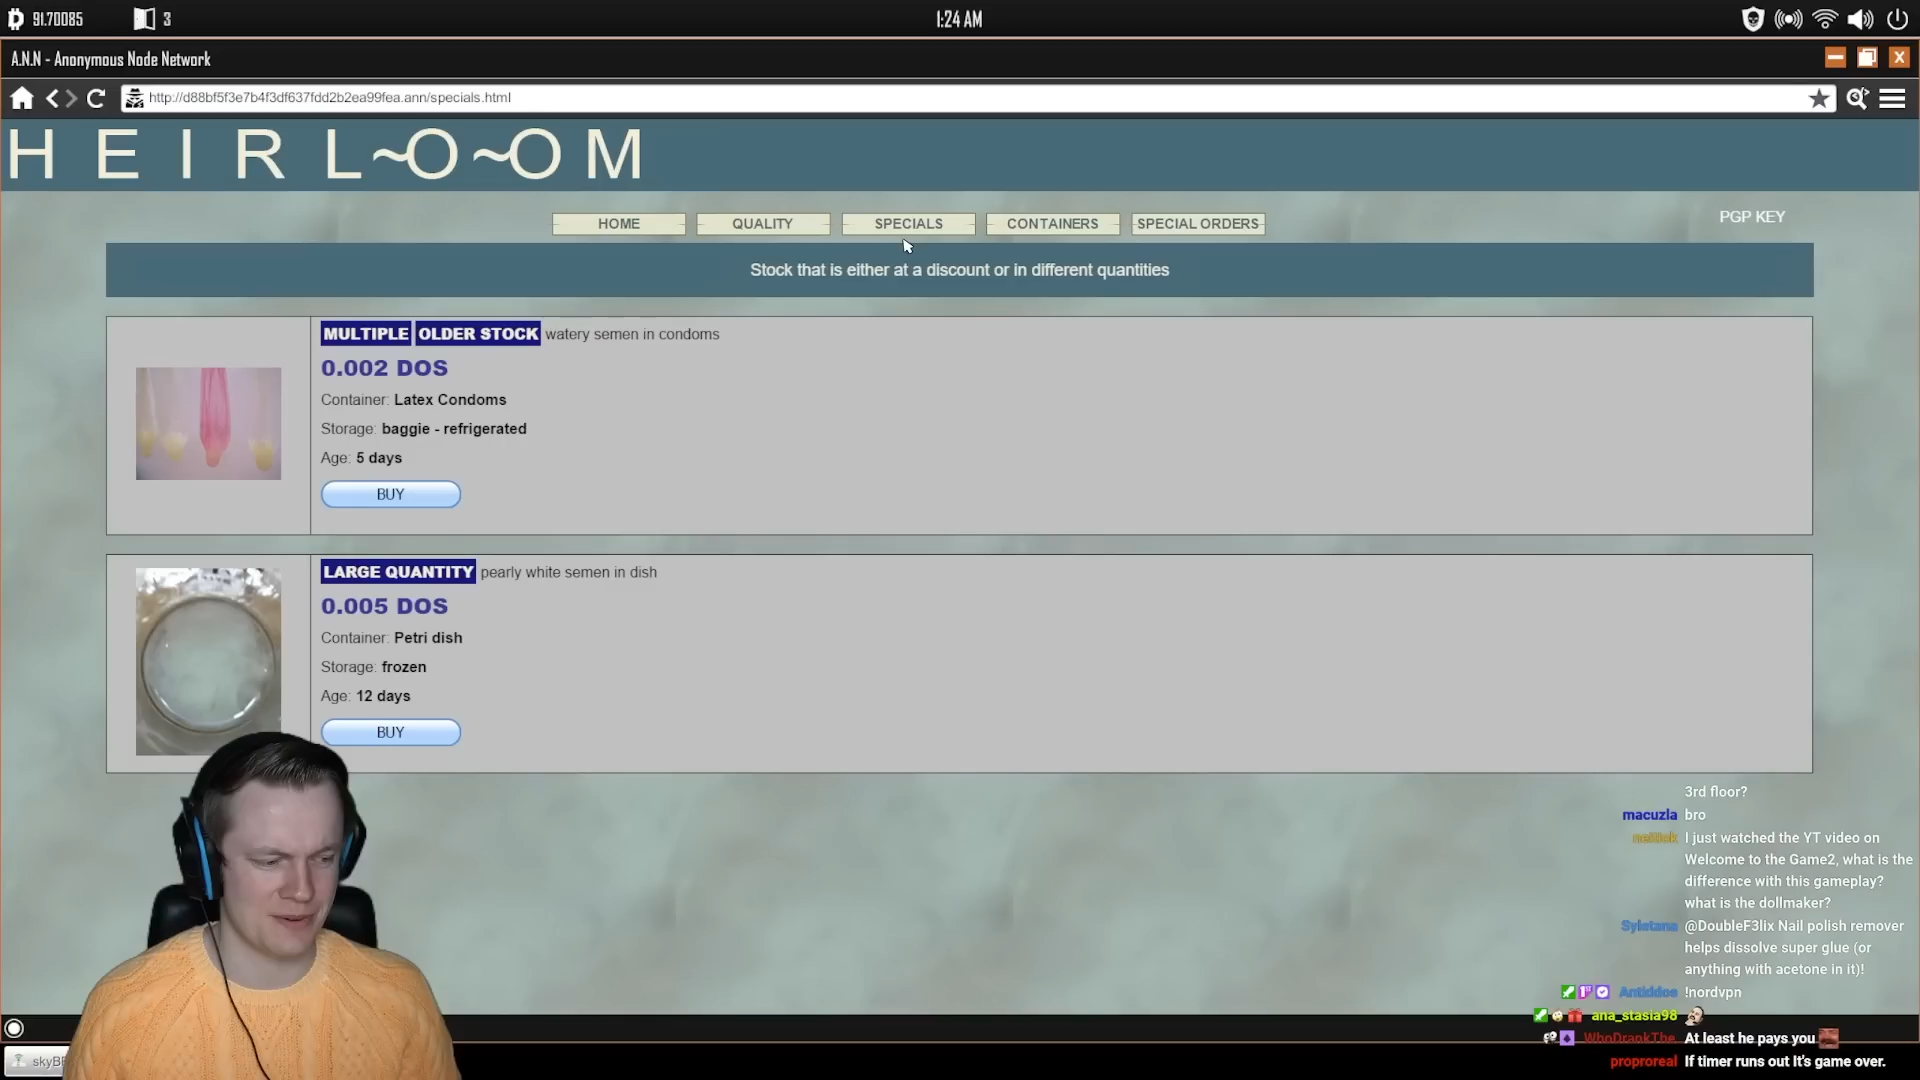 91.70085
3
1:24 AM
A.N.N - Anonymous Node Network
http://d88bf5f3e7b4f3df637fdd2b2ea99fea.ann/specials.html
HEIRL~O~OM
HOME
QUALITY
SPECIALS
CONTAINERS
SPECIAL ORDERS
PGP KEY
Stock that is either at a discount or in different quantities
MULTIPLE OLDER STOCK watery semen in condoms
0.002 DOS
Container: Latex Condoms
Storage: baggie - refrigerated
Age: 5 days
BUY
LARGE QUANTITY pearly white semen in dish
0.005 DOS
Container: Petri dish
Storage: frozen
Age: 12 days
BUY
3rd floor?
macuzla bro
I just watched the YT video on
Welcome to the Game2, what is the
difference with this gameplay?
what is the dollmaker?
Syletana @DoubleF3lix Nail polish remover
helps dissolve super glue (or
anything with acetone in it)!
Antiddos !nordvpn
ana_stasia98
WhoDrankThe At least he pays you
proproreal If timer runs out It's game over.